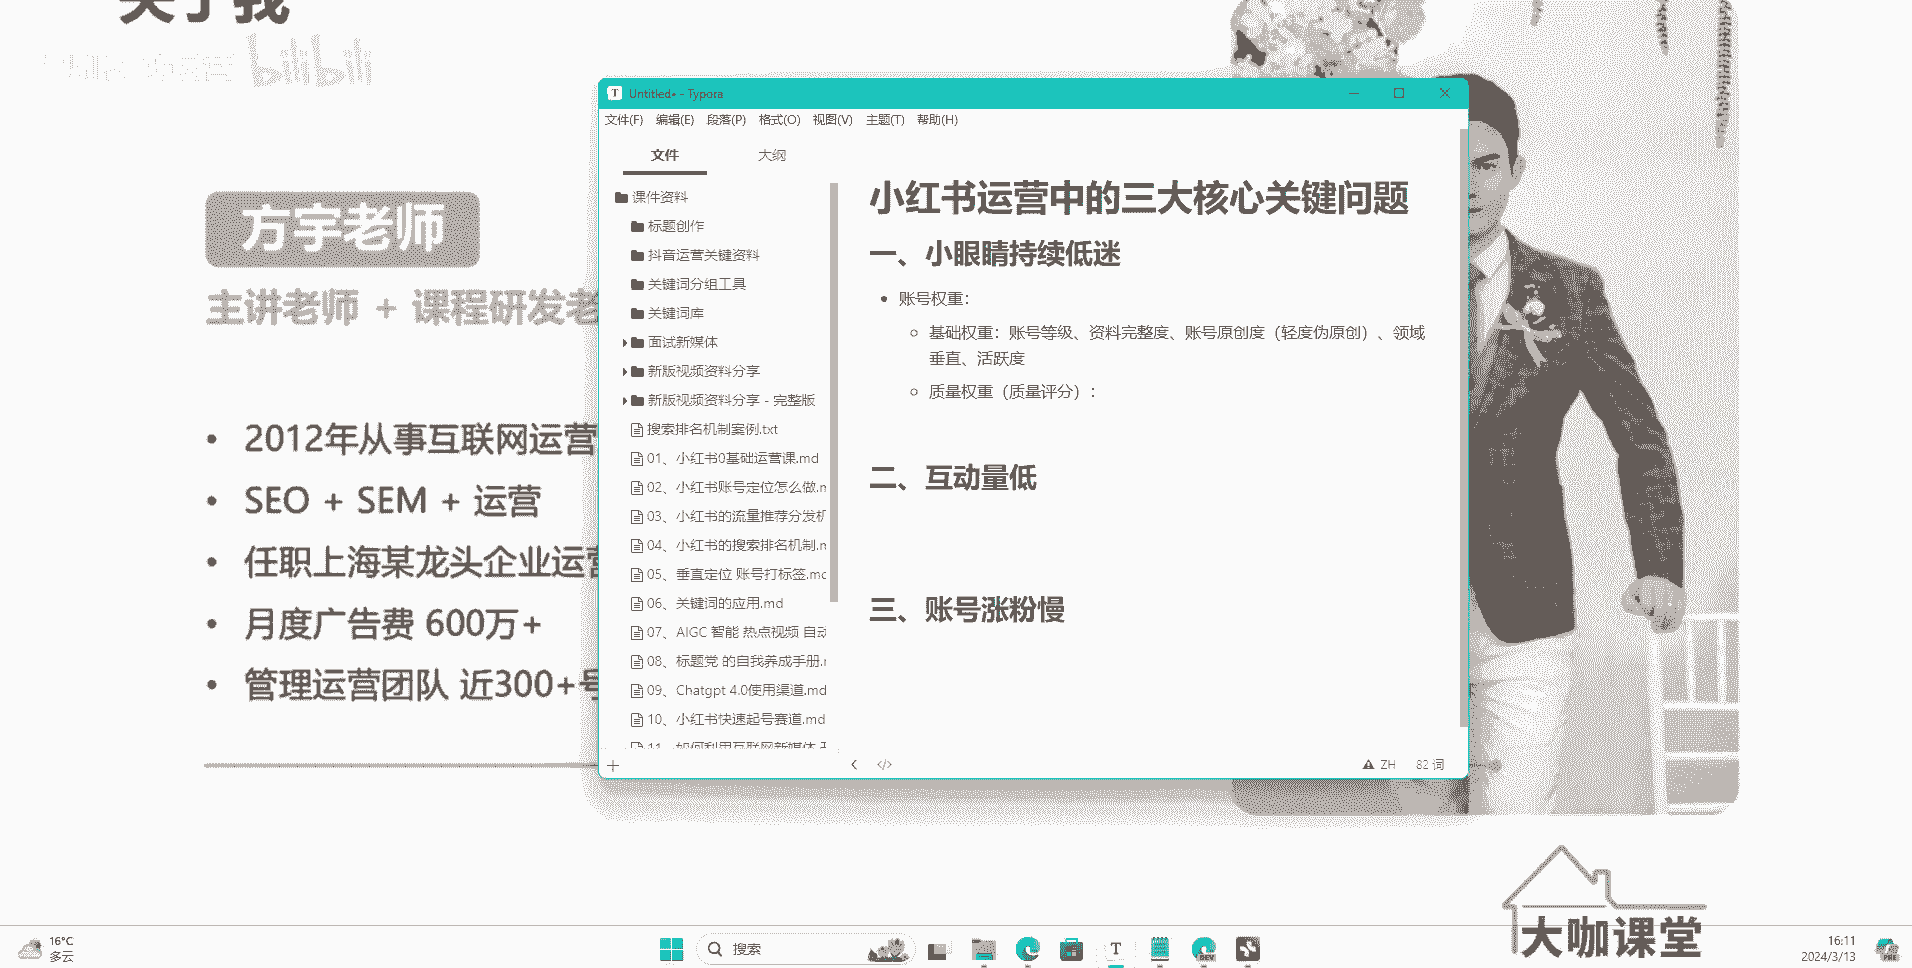 关于我
bilibili
方宇老师
主讲老师 + 课程研发老
2012年从事互联网运营
SEO + SEM + 运营
任职上海某龙头企业运营
月度广告费 600万+
管理运营团队 近300+号
Untitled• - Typora
文件(F) 编辑(E) 段落(P) 格式(O) 视图(V) 主题(T) 帮助(H)
文件 大纲
课件资料
标题创作
抖音运营关键资料
关键词分组工具
关键词库
面试新媒体
新版视频资料分享
新版视频资料分享 - 完整版
搜索排名机制案例.txt
01、小红书0基础运营课.md
02、小红书账号定位怎么做.m
03、小红书的流量推荐分发机
04、小红书的搜索排名机制.m
05、垂直定位 账号打标签.md
06、关键词的应用.md
07、AIGC 智能 热点视频 自动
08、标题党 的自我养成手册.m
09、Chatgpt 4.0使用渠道.md
10、小红书快速起号赛道.md
11、如何利用互联网新媒体
小红书运营中的三大核心关键问题
一、小眼睛持续低迷
账号权重：
基础权重：账号等级、资料完整度、账号原创度（轻度伪原创）、领域
垂直、活跃度
质量权重（质量评分）：
二、互动量低
三、账号涨粉慢
ZH 82 词
大咖课堂
16°C
多云
搜索
16:11
2024/3/13